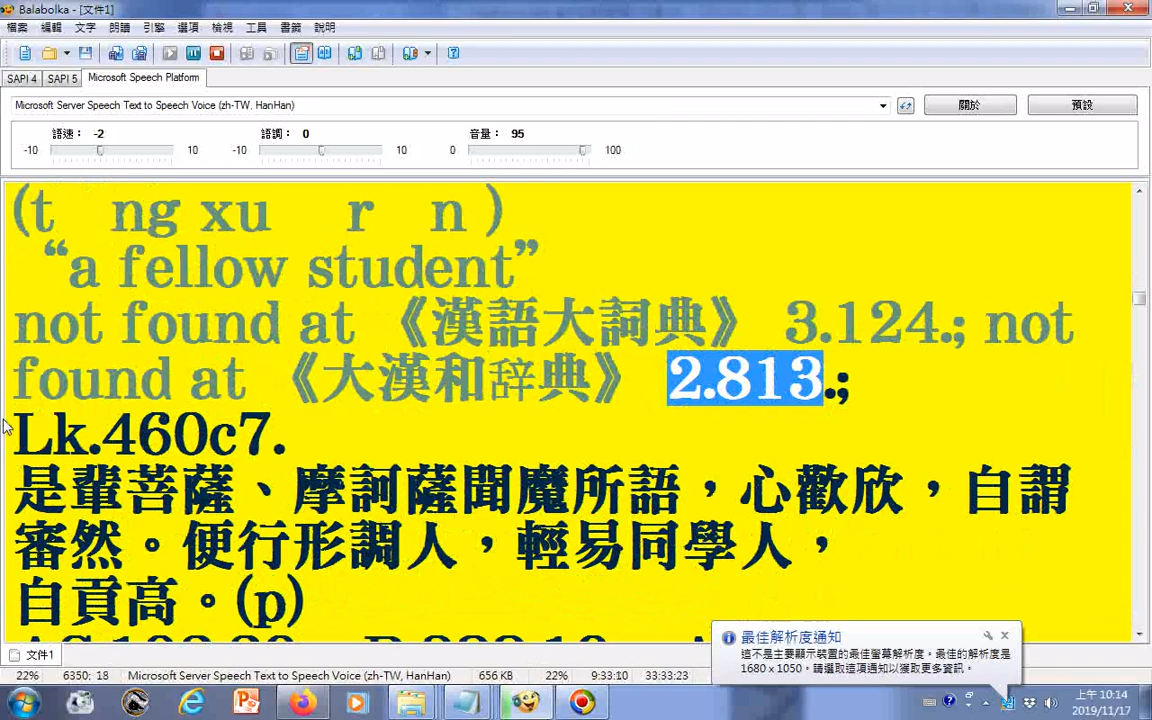 Balabolka - [文件1]
檔案 編輯 文字 朗讀 引擎 選項 檢視 工具 書籤 說明
SAPI 4 SAPI 5 Microsoft Speech Platform
Microsoft Server Speech Text to Speech Voice (zh-TW, HanHan)
關於 預設
語速： -2 語調： 0 音量： 95
-10 10 -10 10 0 100
(t ng xu r n )
“a fellow student”
not found at 《漢語大詞典》 3.124.; not
found at 《大漢和辞典》 2.813.;
Lk.460c7.
是輩菩薩、摩訶薩聞魔所語，心歡欣，自謂
審然。便行形調人，輕易同學人，
自貢高。(p)
最佳解析度通知
這不是主要顯示裝置的最佳螢幕解析度。最佳的解析度是
1680 x 1050。請選取這項通知以獲取更多資訊。
文件1
22% 6350; 18 Microsoft Server Speech Text to Speech Voice (zh-TW, HanHan) 656 KB 22% 9:33:10 33:33:23
上午 10:14
2019/11/17